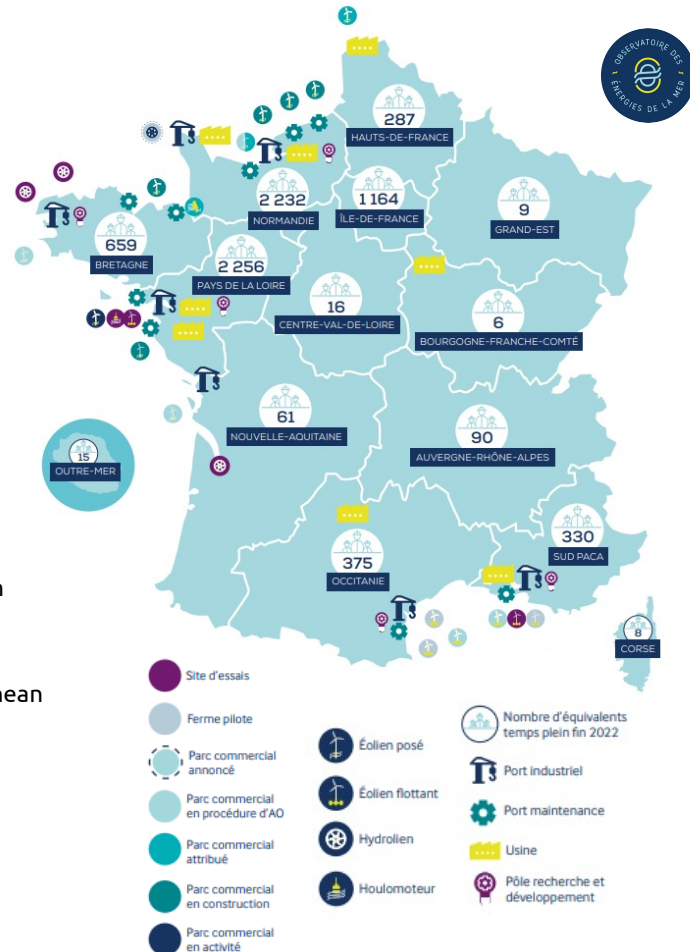 OBSERVATOIRE DES
ÉNERGIES DE LA MER
287
HAUTS-DE-FRANCE
2 232
NORMANDIE
1 164
ÎLE-DE-FRANCE
9
GRAND-EST
659
BRETAGNE
2 256
PAYS DE LA LOIRE
16
CENTRE-VAL-DE-LOIRE
6
BOURGOGNE-FRANCHE-COMTÉ
61
NOUVELLE-AQUITAINE
90
AUVERGNE-RHÔNE-ALPES
15
OUTRE-MER
330
SUD PACA
375
OCCITANIE
8
CORSE
nean
Site d'essais
Ferme pilote
Parc commercial
annoncé
Parc commercial
en procédure d'AO
Parc commercial
attribué
Parc commercial
en construction
Parc commercial
en activité
Éolien posé
Éolien flottant
Hydrolien
Houlomoteur
Nombre d'équivalents
temps plein fin 2022
Port industriel
Port maintenance
Usine
Pôle recherche et
développement